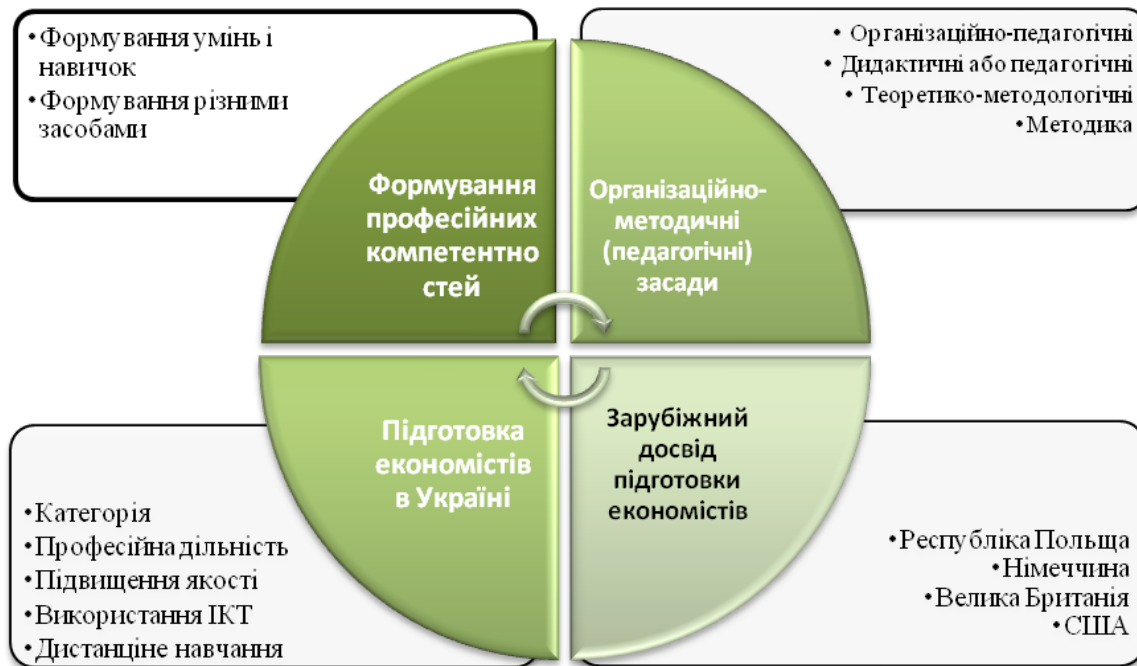 • Формування умінь і
навичок
• Формування різними
засобами
• Організаційно-педагогічні
• Дидактичні або педагогічні
• Теоретико-методологічні
• Методика
Формування
професійних
компетентно
стей
Організаційно-
методичні
(педагогічні)
засади
Підготовка
економістів
в Україні
Зарубіжний
досвід
підготовки
економістів
• Категорія
• Професійна дільність
• Підвищення якості
• Використання ІКТ
• Дистанціне навчання
• Республіка Польща
• Німеччина
• Велика Британія
• США